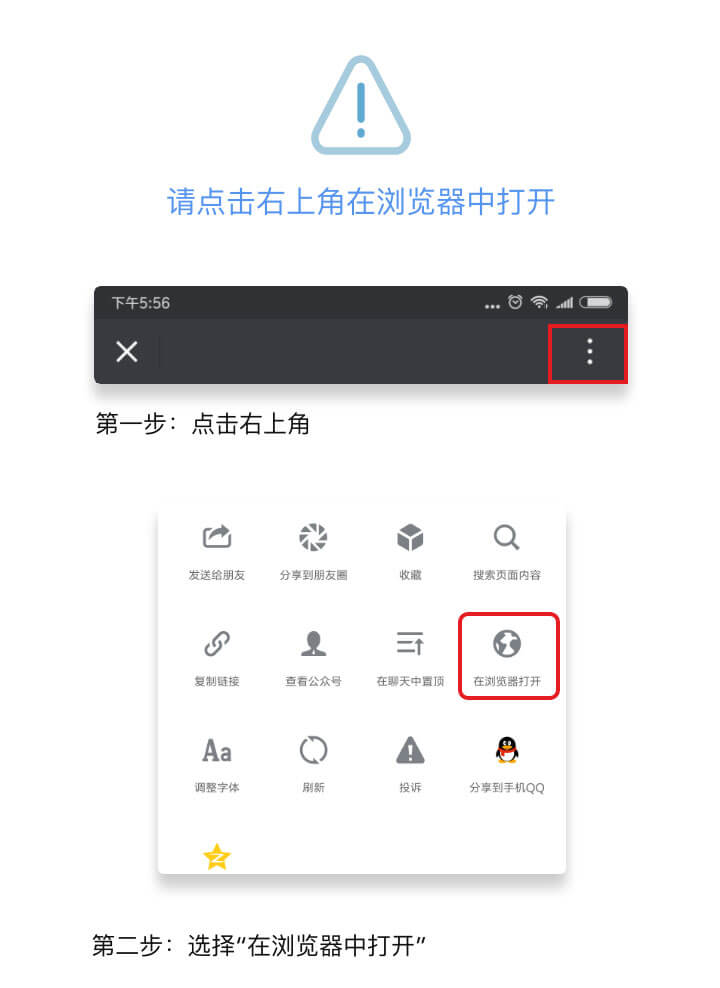 请点击右上角在浏览器中打开
下午5:56
第一步：点击右上角
发送给朋友 分享到朋友圈 收藏 搜索页面内容
复制链接 查看公众号 在聊天中置顶 在浏览器打开
Aa
调整字体 刷新 投诉 分享到手机QQ
第二步：选择"在浏览器中打开"